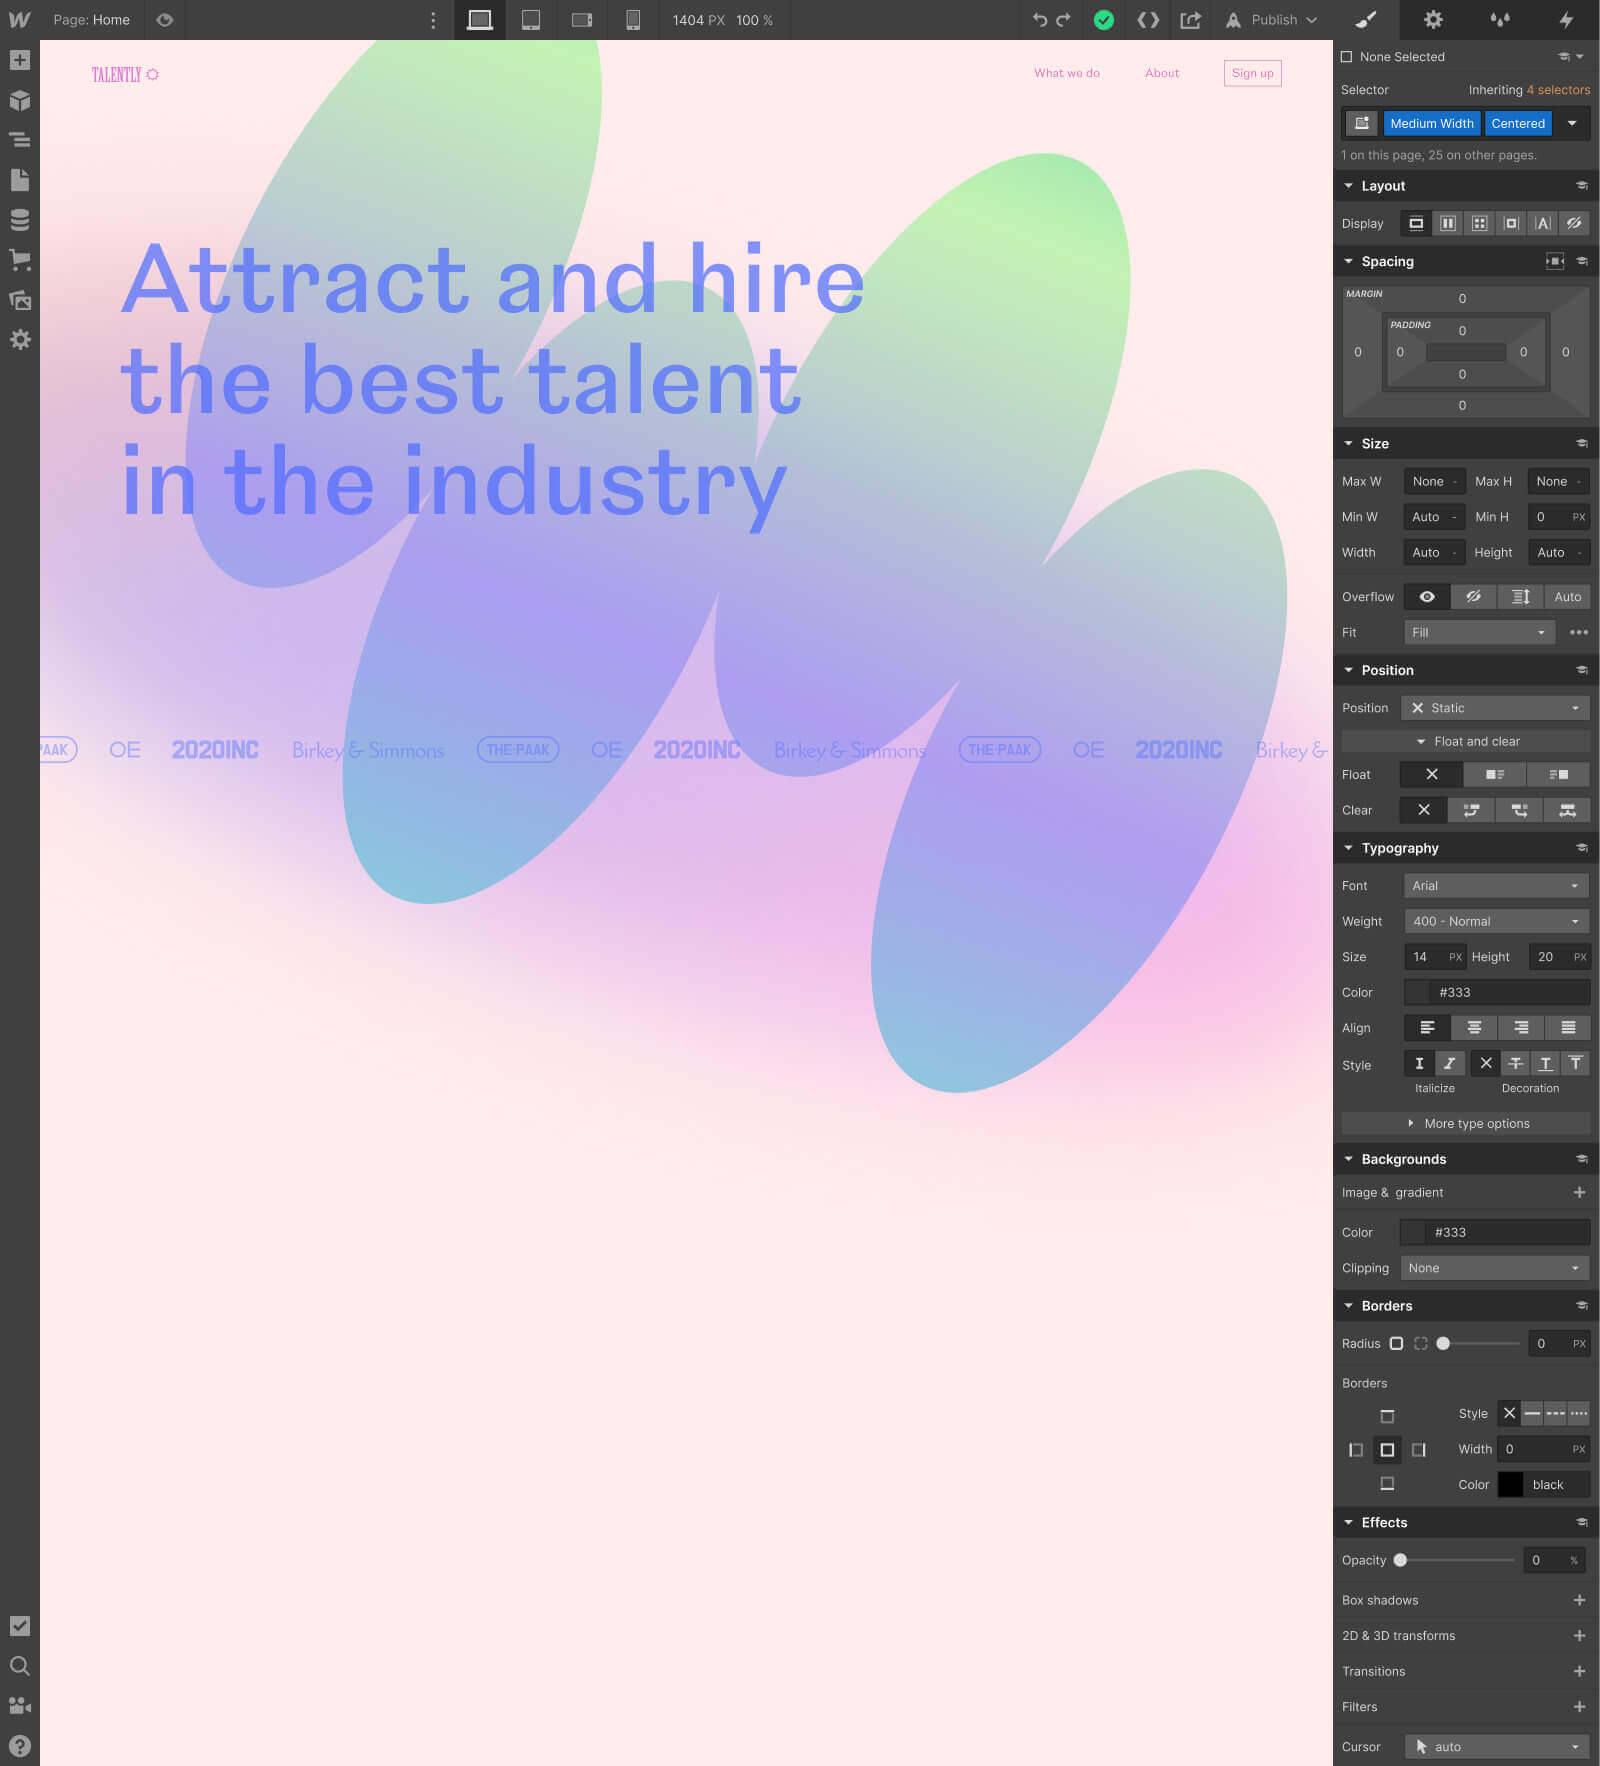 Page: Home
1404 PX 100 %
Publish
TALENTLY
What we do
About
Sign up
Attract and hire
the best talent
in the industry
PAAK OE 2020INC Birkey & Simmons THE·PAAK OE 2020INC Birkey & Simmons THE·PAAK OE 2020INC Birkey &
None Selected
Selector Inheriting 4 selectors
Medium Width Centered
1 on this page, 25 on other pages.
Layout
Display
Spacing
MARGIN
0
PADDING
0
0 0 0 0
0
0
Size
Max W None - Max H None -
Min W Auto - Min H 0 PX
Width Auto - Height Auto -
Overflow Auto
Fit Fill
Position
Position Static
Float and clear
Float
Clear
Typography
Font Arial
Weight 400 - Normal
Size 14 PX Height 20 PX
Color #333
Align
Style
Italicize Decoration
More type options
Backgrounds
Image & gradient
Color #333
Clipping None
Borders
Radius 0 PX
Borders
Style
Width 0 PX
Color black
Effects
Opacity 0 %
Box shadows
2D & 3D transforms
Transitions
Filters
Cursor auto